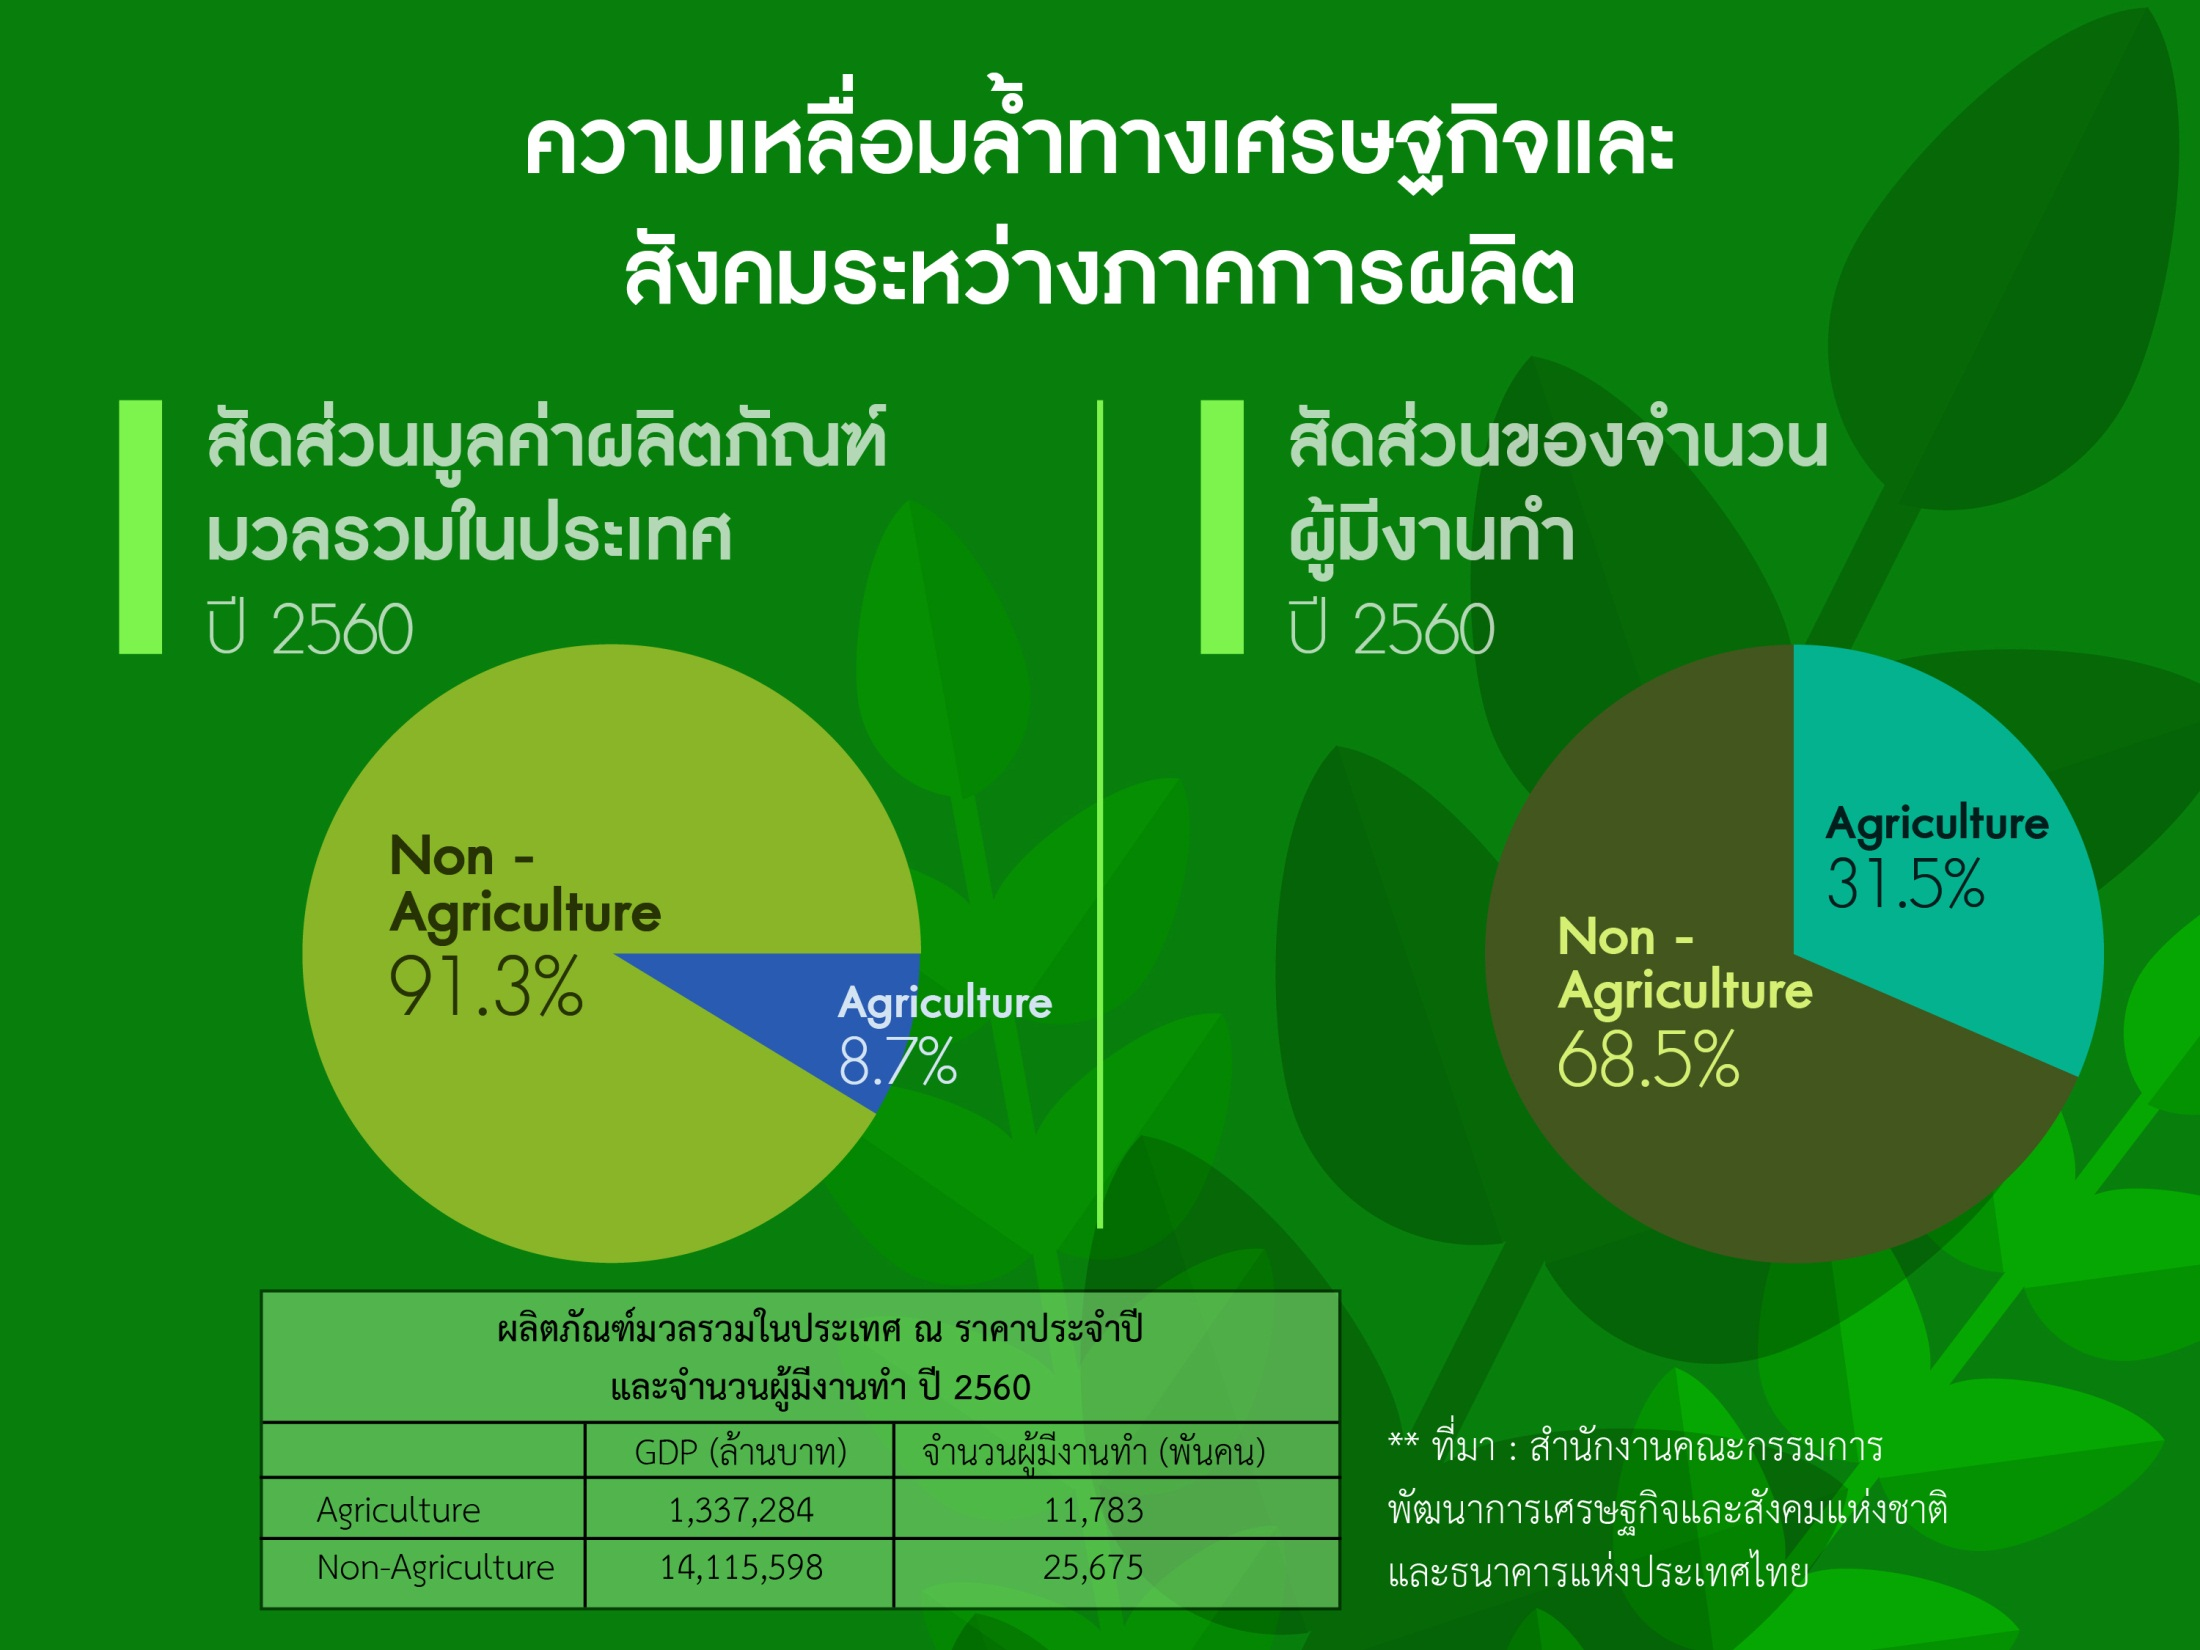 ความเหลื่อมล้ำทางเศรษฐกิจและ
สังคมระหว่างภาคการผลิต
สัดส่วนมูลค่าผลิตภัณฑ์
มวลรวมในประเทศ
ปี 2560
Non -
Agriculture
91.3%
Agriculture
8.7%
สัดส่วนของจำนวน
ผู้มีงานทำ
ปี 2560
Agriculture
31.5%
Non -
Agriculture
68.5%
ผลิตภัณฑ์มวลรวมในประเทศ ณ ราคาประจำปี
และจำนวนผู้มีงานทำ ปี 2560
GDP (ล้านบาท) จำนวนผู้มีงานทำ (พันคน)
Agriculture 1,337,284 11,783
Non-Agriculture 14,115,598 25,675
** ที่มา : สำนักงานคณะกรรมการ
พัฒนาการเศรษฐกิจและสังคมแห่งชาติ
และธนาคารแห่งประเทศไทย